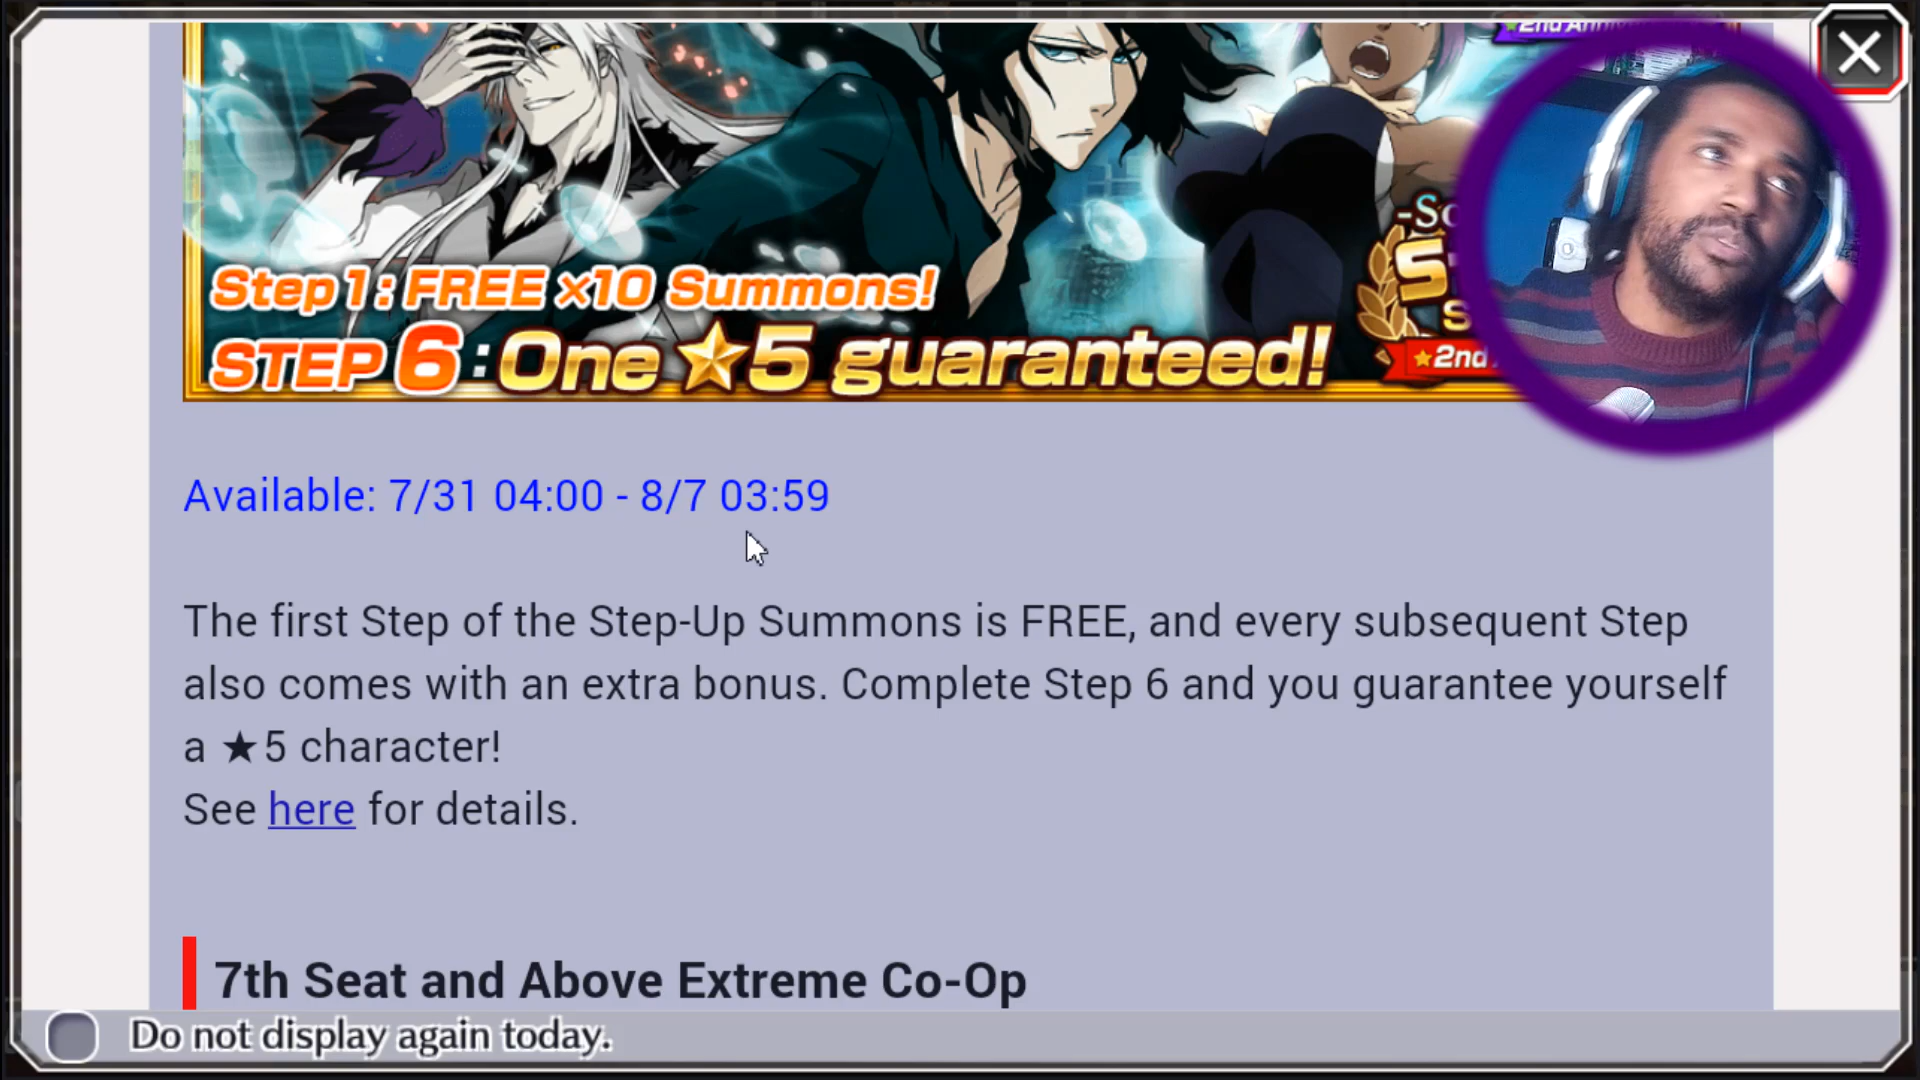 Step 1: FREE ×10 Summons!
STEP 6: One ★5 guaranteed!
★2nd
Available: 7/31 04:00 - 8/7 03:59
The first Step of the Step-Up Summons is FREE, and every subsequent Step
also comes with an extra bonus. Complete Step 6 and you guarantee yourself
a ★5 character!
See here for details.
7th Seat and Above Extreme Co-Op
Do not display again today.